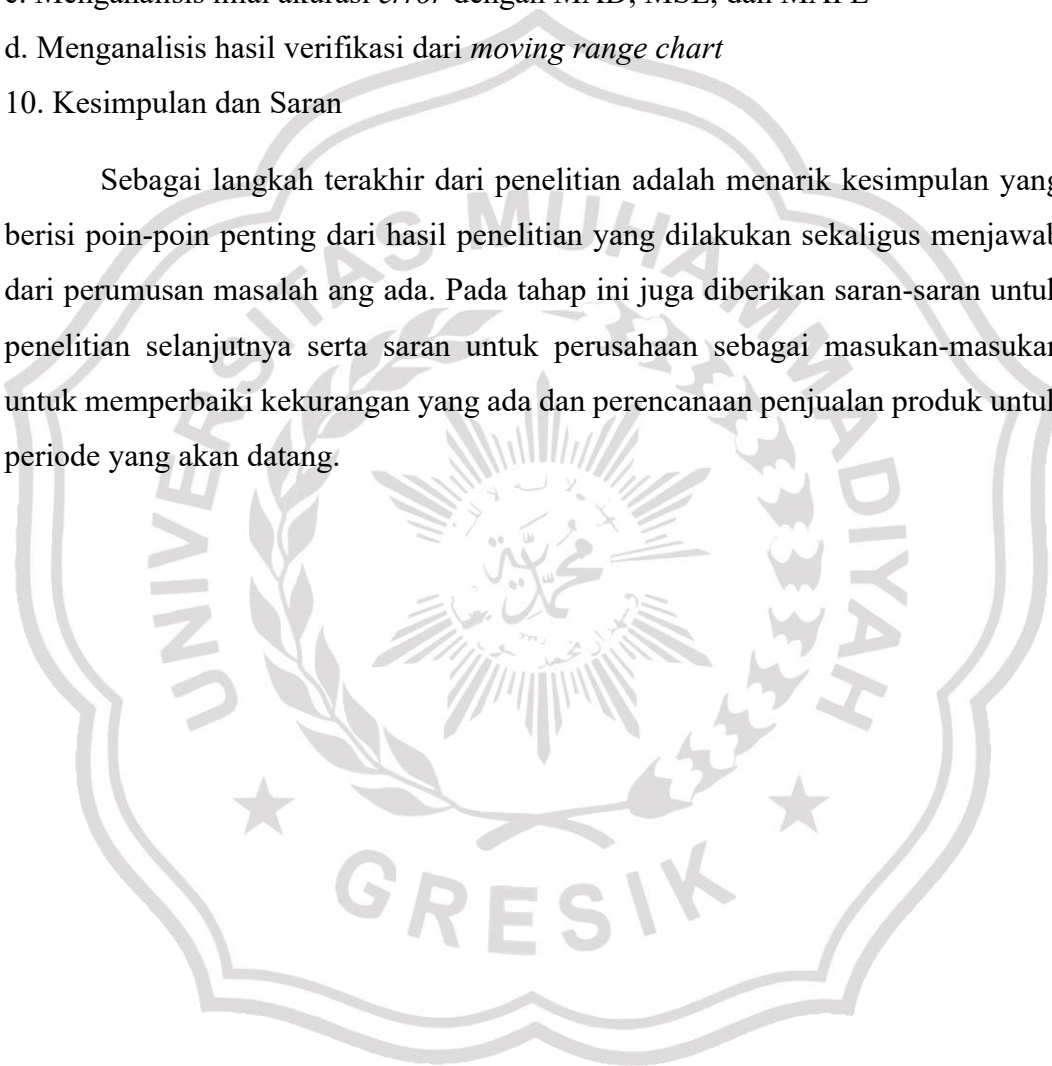 c. Menganalisis nilai akurasi error dengan MAD, MSE, dan MAPE
d. Menganalisis hasil verifikasi dari moving range chart
10. Kesimpulan dan Saran
Sebagai langkah terakhir dari penelitian adalah menarik kesimpulan yang
berisi poin-poin penting dari hasil penelitian yang dilakukan sekaligus menjawab
dari perumusan masalah ang ada. Pada tahap ini juga diberikan saran-saran untuk
penelitian selanjutnya serta saran untuk perusahaan sebagai masukan-masukan
untuk memperbaiki kekurangan yang ada dan perencanaan penjualan produk untuk
periode yang akan datang.
UNIVERSITAS MUHAMMADIYAH
محمد
GRESIK